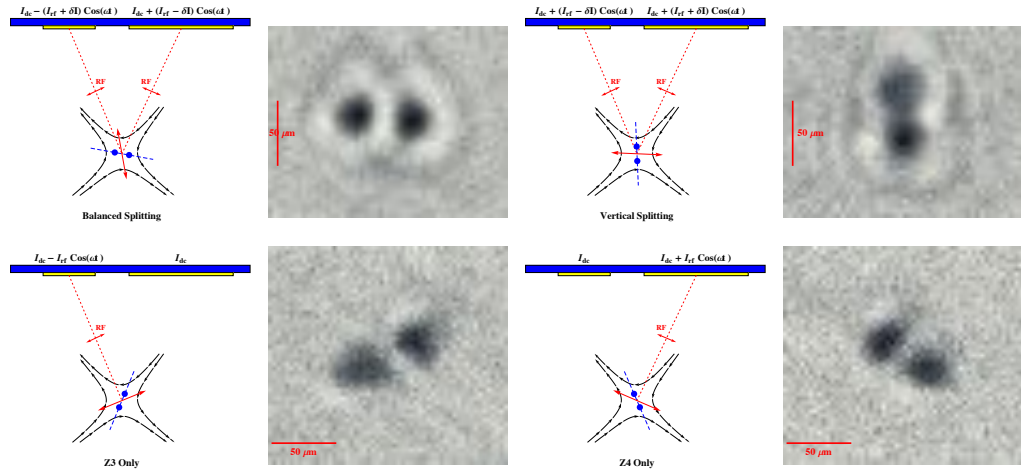 I_dc − (I_rf + δI) Cos(ωt) I_dc + (I_rf − δI) Cos(ωt)
RF RF
50 μm
Balanced Splitting
I_dc + (I_rf − δI) Cos(ωt) I_dc + (I_rf + δI) Cos(ωt)
RF RF
50 μm
Vertical Splitting
I_dc − I_rf Cos(ωt) I_dc
RF
50 μm
Z3 Only
I_dc I_dc + I_rf Cos(ωt)
RF
50 μm
Z4 Only